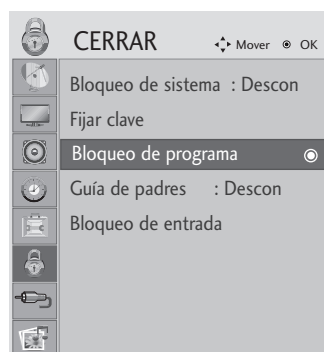 CERRAR Mover OK
Bloqueo de sistema : Descon
Fijar clave
Bloqueo de programa
Guía de padres : Descon
Bloqueo de entrada